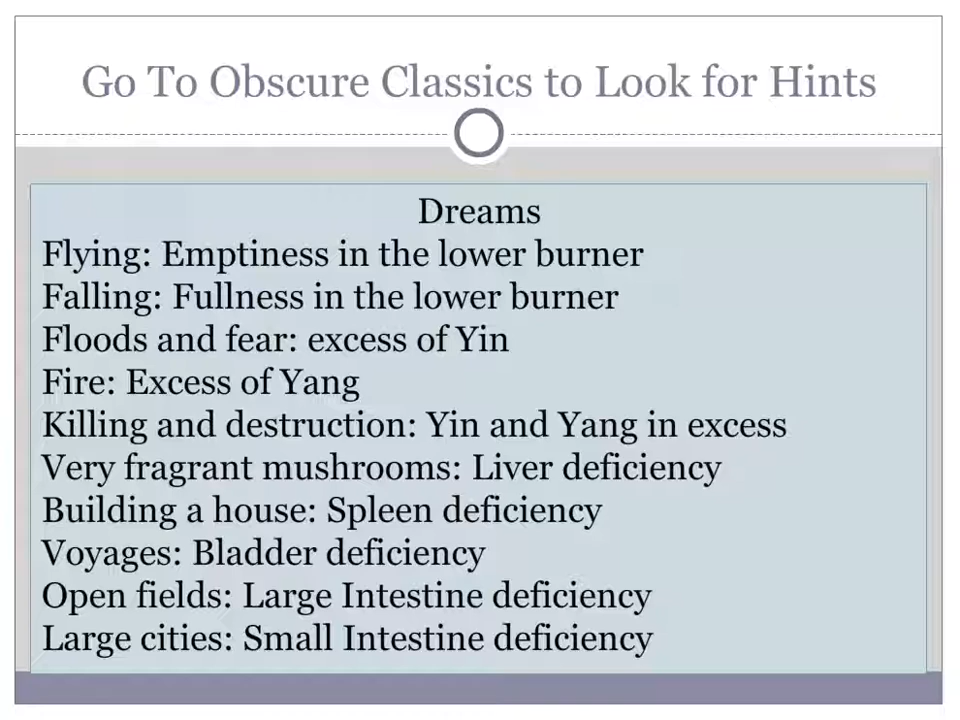 Go To Obscure Classics to Look for Hints
Dreams
Flying: Emptiness in the lower burner
Falling: Fullness in the lower burner
Floods and fear: excess of Yin
Fire: Excess of Yang
Killing and destruction: Yin and Yang in excess
Very fragrant mushrooms: Liver deficiency
Building a house: Spleen deficiency
Voyages: Bladder deficiency
Open fields: Large Intestine deficiency
Large cities: Small Intestine deficiency